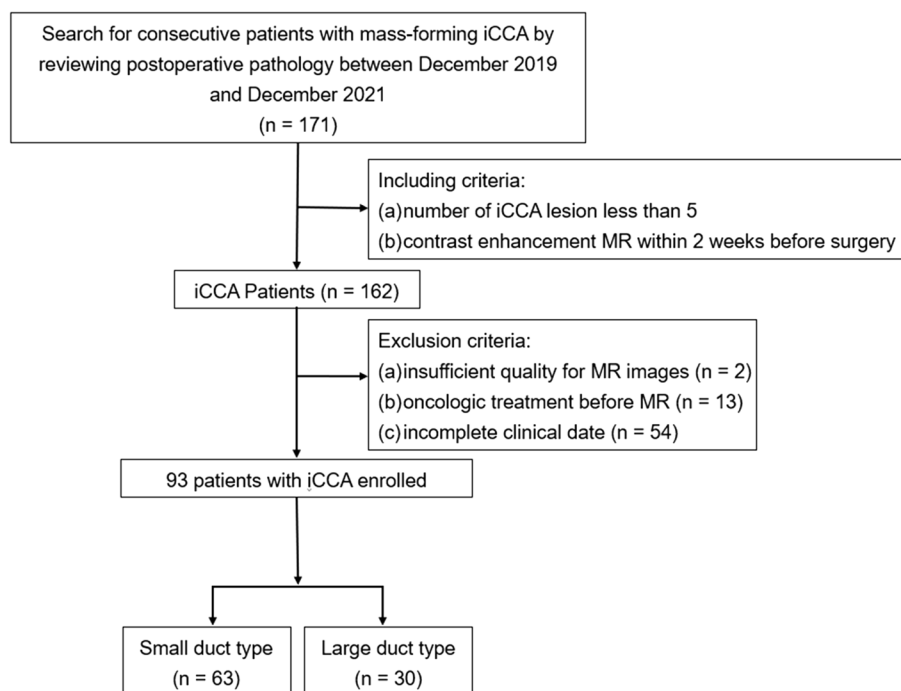 Search for consecutive patients with mass-forming iCCA by
reviewing postoperative pathology between December 2019
and December 2021
(n = 171)
Including criteria:
(a)number of iCCA lesion less than 5
(b)contrast enhancement MR within 2 weeks before surgery
iCCA Patients (n = 162)
Exclusion criteria:
(a)insufficient quality for MR images (n = 2)
(b)oncologic treatment before MR (n = 13)
(c)incomplete clinical date (n = 54)
93 patients with iCCA enrolled
Small duct type
(n = 63)
Large duct type
(n = 30)